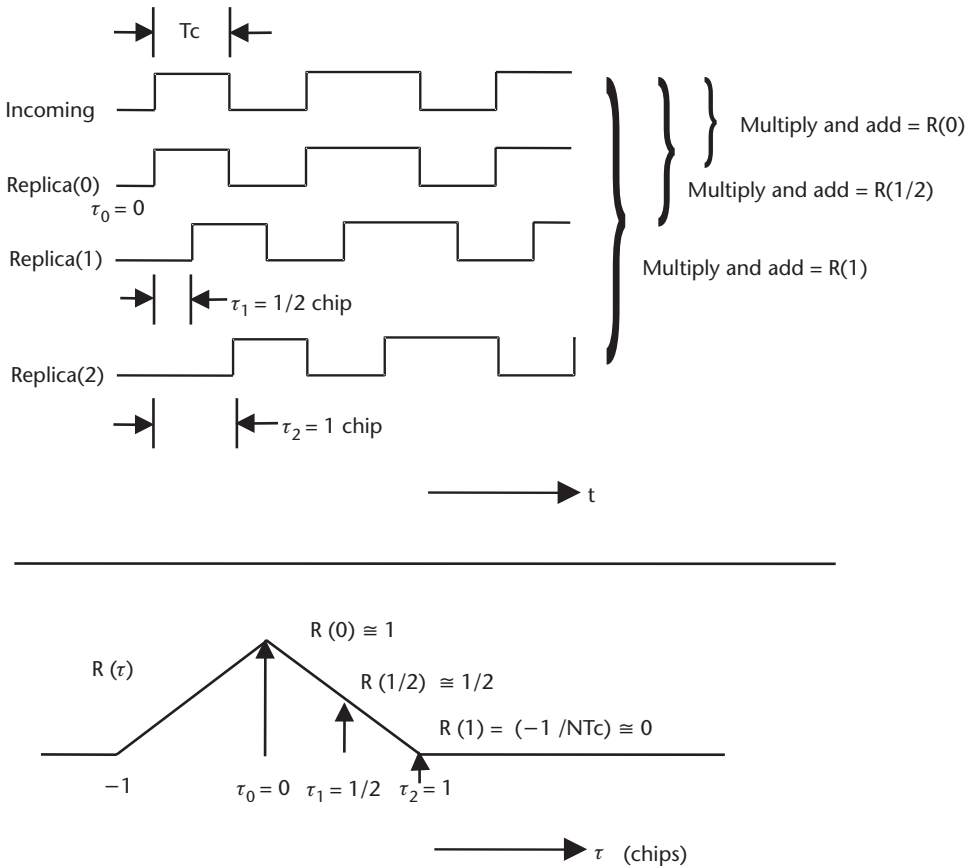 Tc
Incoming
Multiply and add = R(0)
Replica(0)
τ0 = 0
Multiply and add = R(1/2)
Replica(1)
Multiply and add = R(1)
τ1 = 1/2 chip
Replica(2)
τ2 = 1 chip
t
R (0) ≅ 1
R (τ)
R (1/2) ≅ 1/2
R (1) = (−1 /NTc) ≅ 0
−1
τ0 = 0
τ1 = 1/2
τ2 = 1
τ (chips)